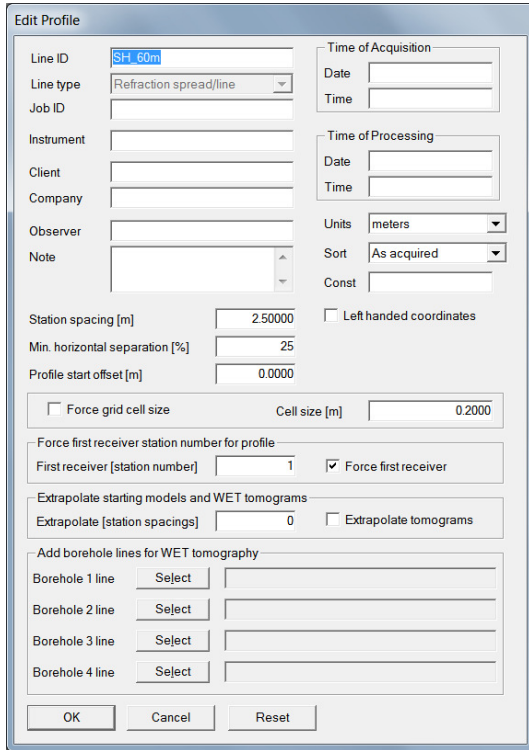 Edit Profile
Line ID SH_60m
Line type Refraction spread/line
Job ID
Instrument
Client
Company
Observer
Note
Time of Acquisition
Date
Time
Time of Processing
Date
Time
Units meters
Sort As acquired
Const
Station spacing [m] 2.50000
Left handed coordinates
Min. horizontal separation [%] 25
Profile start offset [m] 0.0000
Force grid cell size Cell size [m] 0.2000
Force first receiver station number for profile
First receiver [station number] 1 Force first receiver
Extrapolate starting models and WET tomograms
Extrapolate [station spacings] 0 Extrapolate tomograms
Add borehole lines for WET tomography
Borehole 1 line Select
Borehole 2 line Select
Borehole 3 line Select
Borehole 4 line Select
OK Cancel Reset